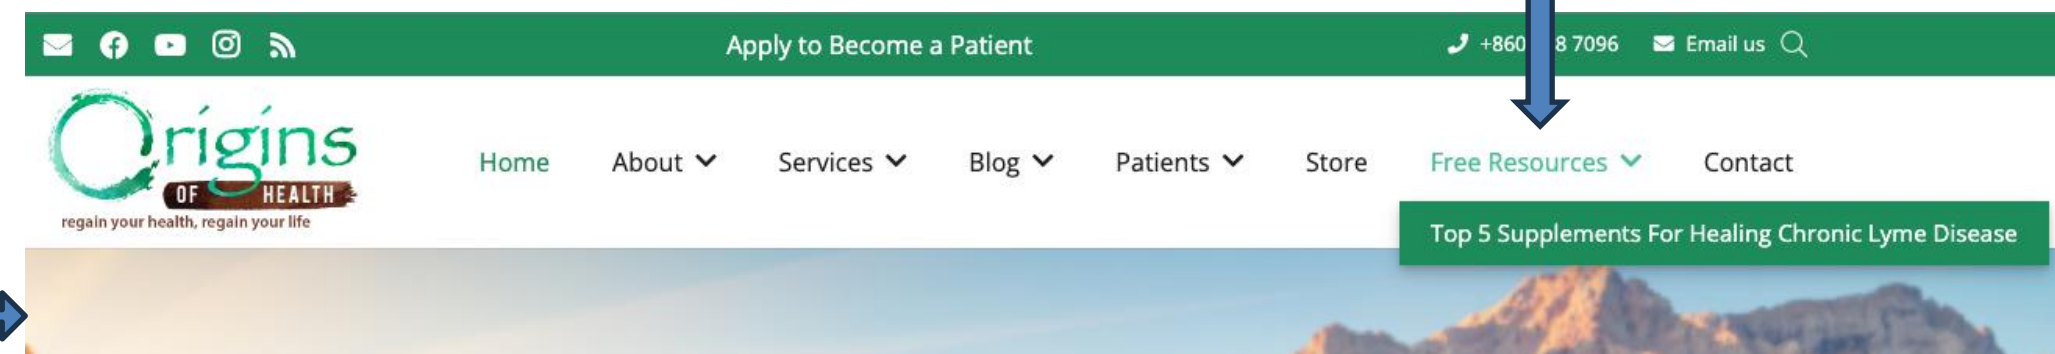 Apply to Become a Patient
+860 8 7096 Email us
Origins
OF HEALTH
regain your health, regain your life
Home About Services Blog Patients Store Free Resources Contact
Top 5 Supplements For Healing Chronic Lyme Disease